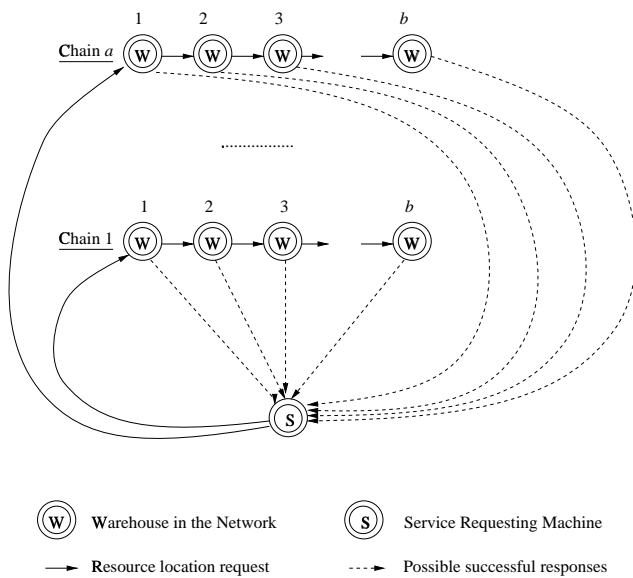 1 2 3 b
Chain a W W W W
1 2 3 b
Chain 1 W W W W
S
W Warehouse in the Network S Service Requesting Machine
Resource location request Possible successful responses